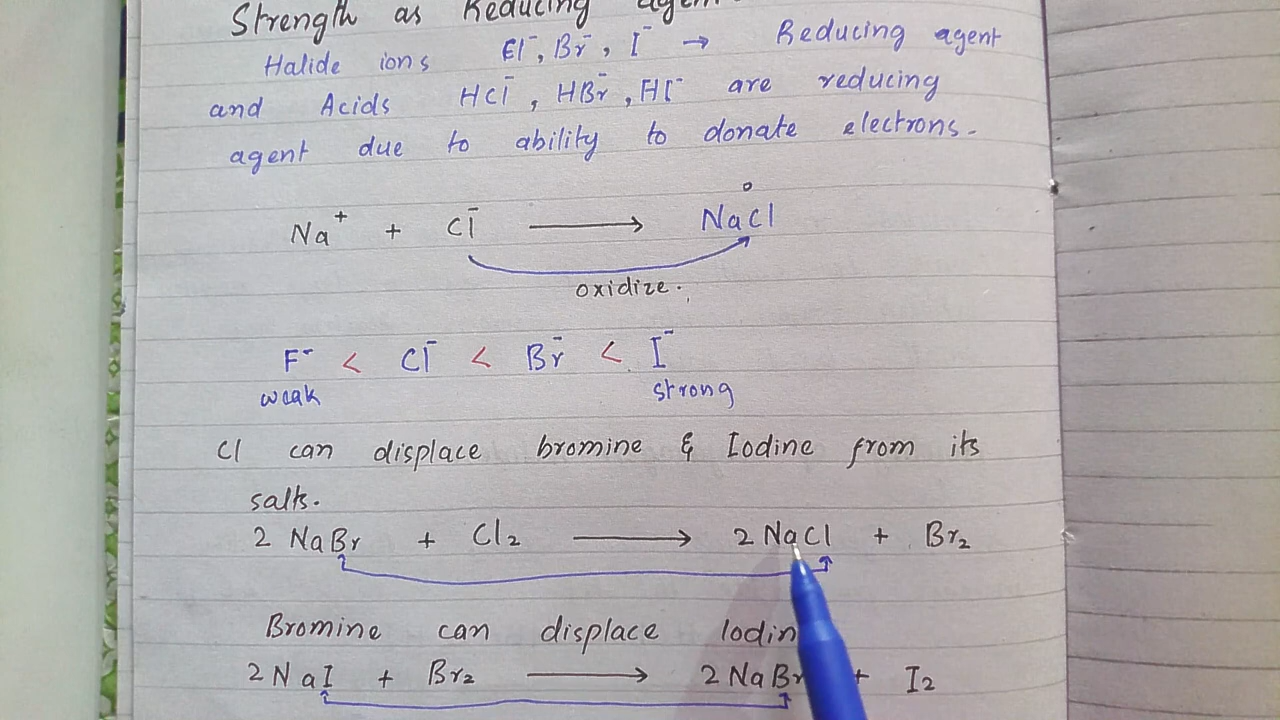 Strength as Reducing agent
Halide ions Cl⁻, Br⁻, I⁻ → Reducing agent
and Acids HCl⁻, HBr⁻, HI⁻ are reducing
agent due to ability to donate electrons.
Na⁺ + Cl⁻ ⟶ NaCl⁰
oxidize.
F⁻ < Cl⁻ < Br⁻ < I⁻
weak strong
Cl can displace bromine & Iodine from its
salts.
2 NaBr + Cl₂ ⟶ 2 NaCl + Br₂
Bromine can displace Iodin
2 NaI + Br₂ ⟶ 2 NaBr + I₂